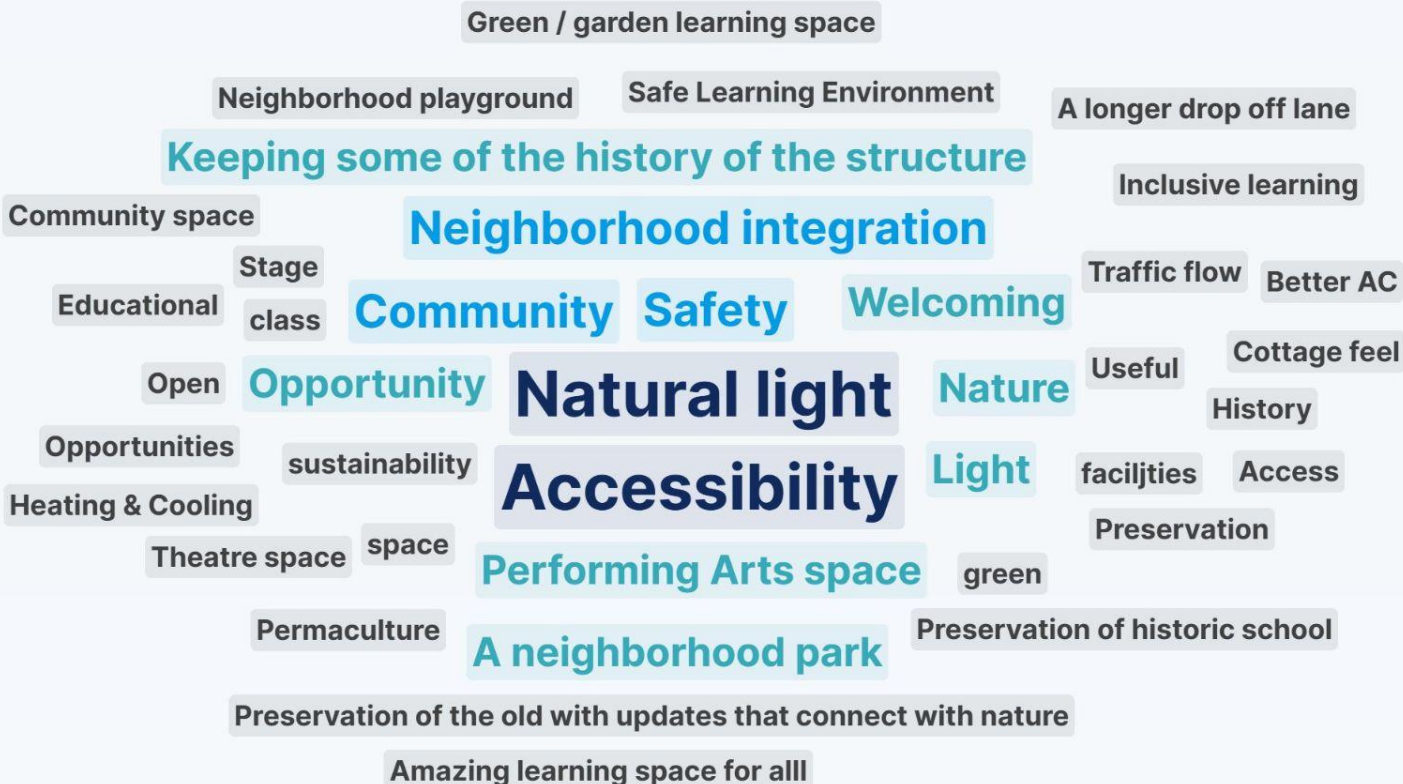 Green / garden learning space
Neighborhood playground
Safe Learning Environment
A longer drop off lane
Keeping some of the history of the structure
Inclusive learning
Community space
Neighborhood integration
Stage
Traffic flow
Better AC
Educational
class
Community
Safety
Welcoming
Cottage feel
Open
Opportunity
Natural light
Nature
Useful
History
Opportunities
sustainability
Light
faciljties
Access
Heating & Cooling
Accessibility
Preservation
Theatre space
space
Performing Arts space
green
Permaculture
A neighborhood park
Preservation of historic school
Preservation of the old with updates that connect with nature
Amazing learning space for alll